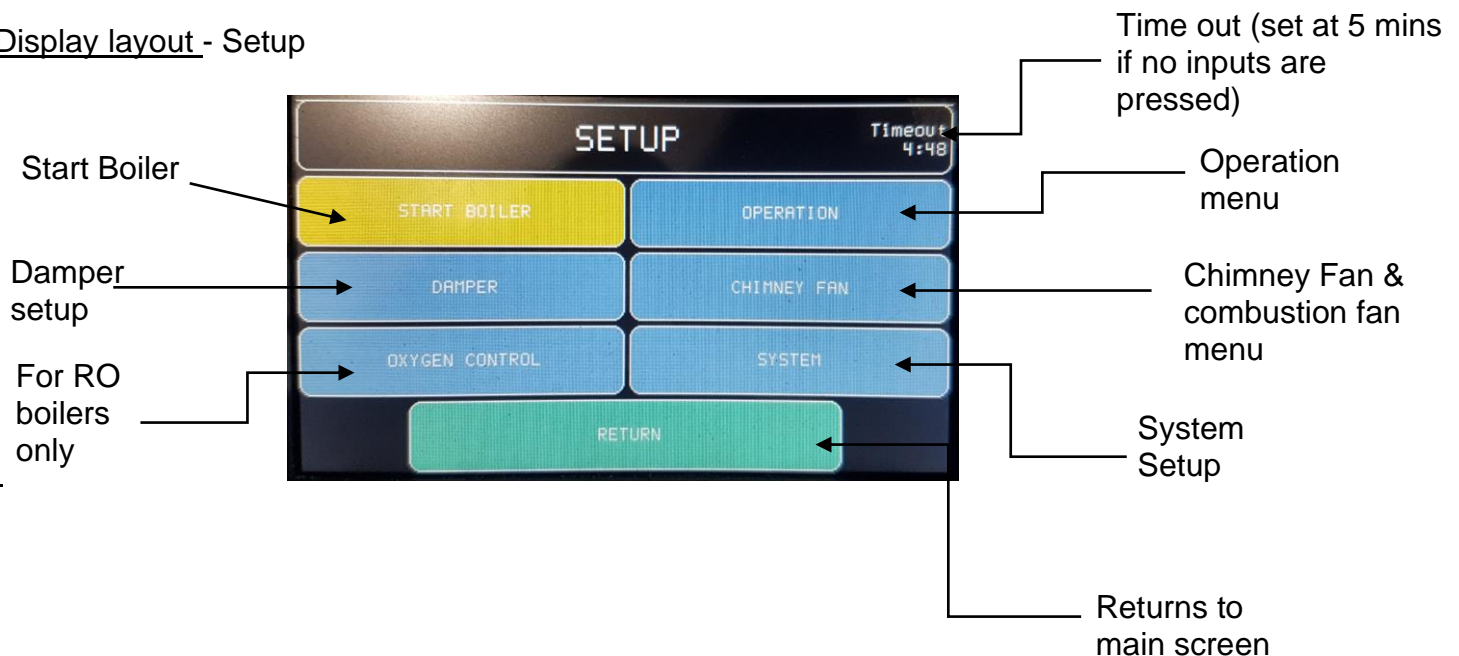 Display layout - Setup
Time out (set at 5 mins
if no inputs are
pressed)
SETUP
Timeout
4:48
Start Boiler
Operation
menu
START BOILER
OPERATION
Damper
setup
DAMPER
CHIMNEY FAN
Chimney Fan &
combustion fan
menu
For RO
boilers
only
OXYGEN CONTROL
SYSTEM
System
Setup
RETURN
Returns to
main screen